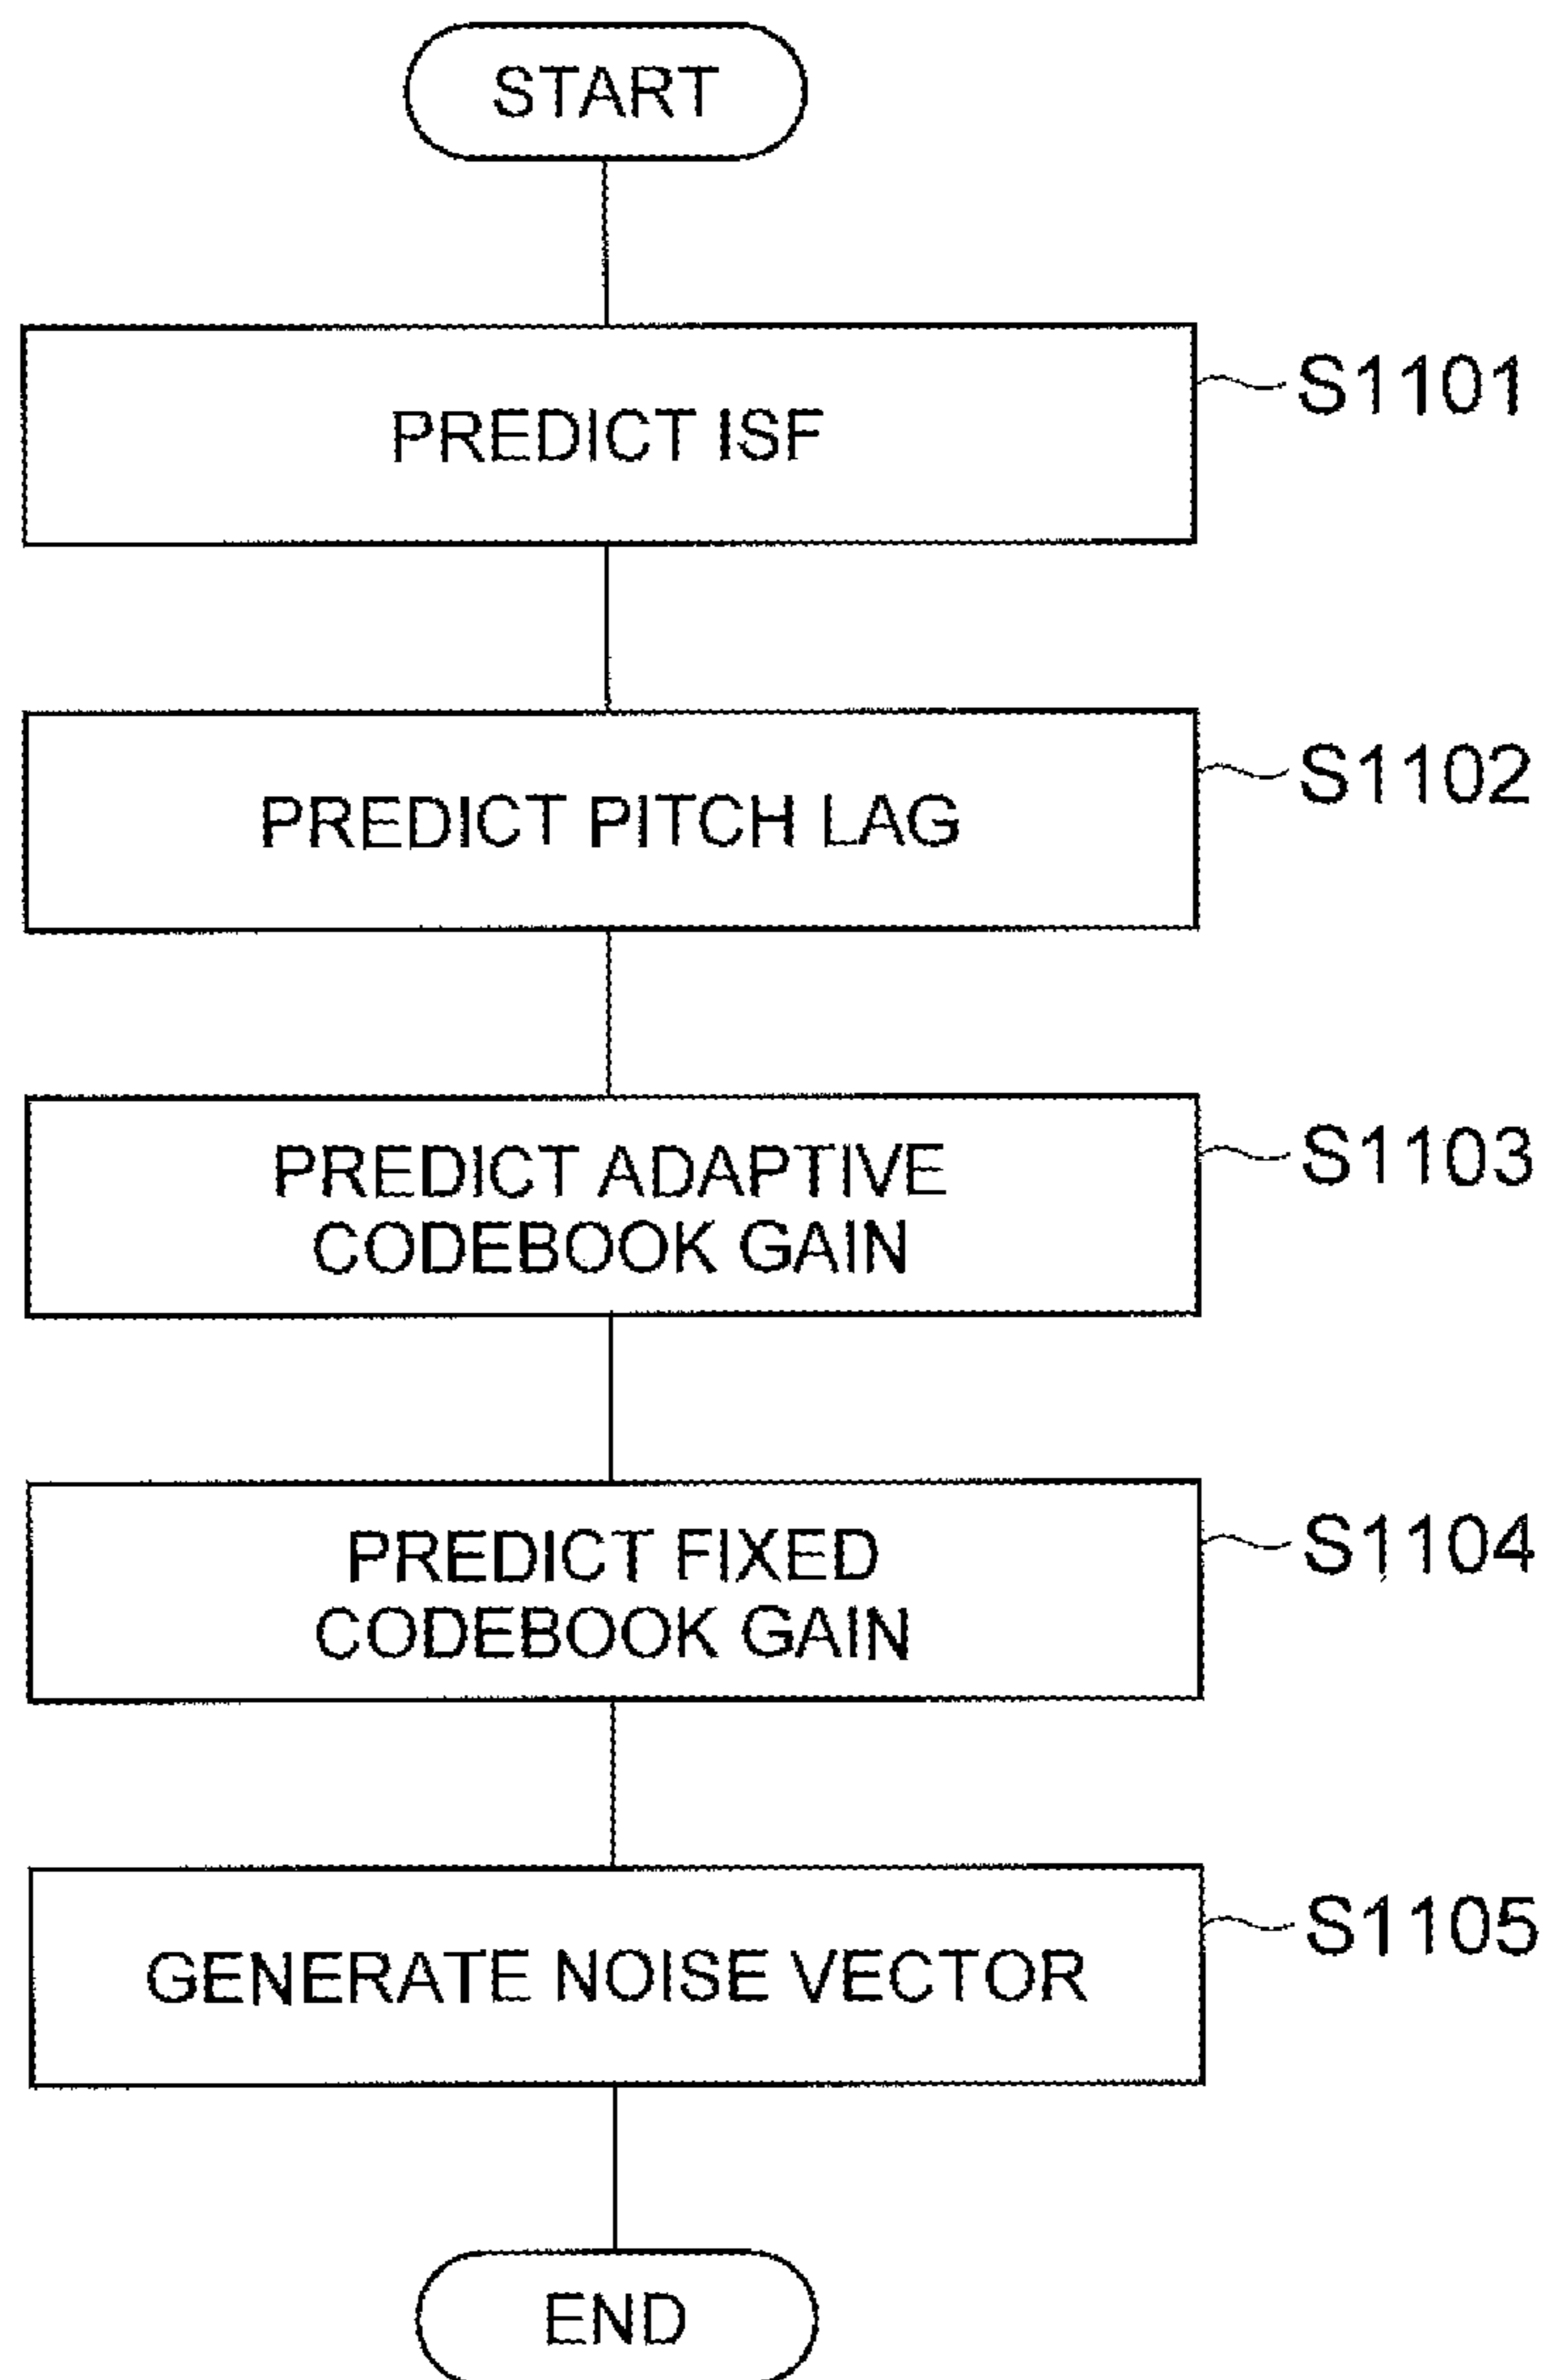 START
PREDICT ISF
S1101
PREDICT PITCH LAG
S1102
PREDICT ADAPTIVE
CODEBOOK GAIN
S1103
PREDICT FIXED
CODEBOOK GAIN
S1104
GENERATE NOISE VECTOR
S1105
END